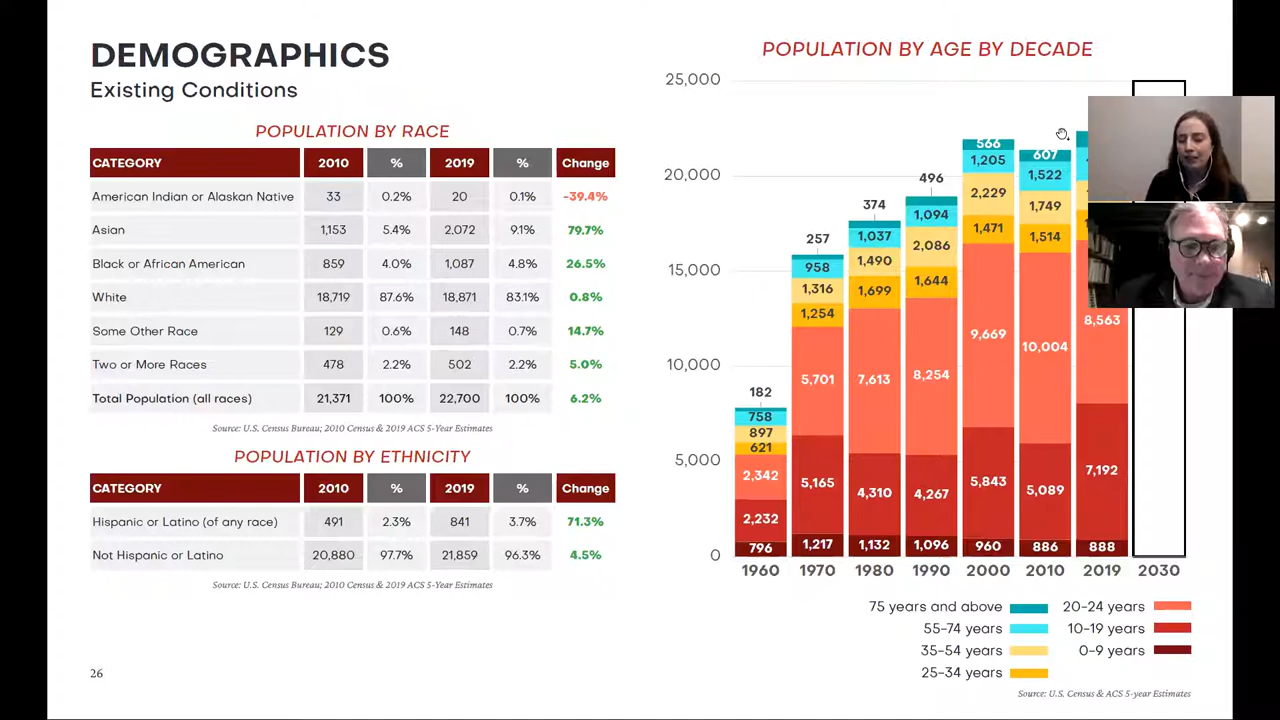 DEMOGRAPHICS
Existing Conditions
POPULATION BY RACE
CATEGORY 2010 % 2019 % Change
American Indian or Alaskan Native 33 0.2% 20 0.1% -39.4%
Asian 1,153 5.4% 2,072 9.1% 79.7%
Black or African American 859 4.0% 1,087 4.8% 26.5%
White 18,719 87.6% 18,871 83.1% 0.8%
Some Other Race 129 0.6% 148 0.7% 14.7%
Two or More Races 478 2.2% 502 2.2% 5.0%
Total Population (all races) 21,371 100% 22,700 100% 6.2%
Source: U.S. Census Bureau; 2010 Census & 2019 ACS 5-Year Estimates
POPULATION BY ETHNICITY
CATEGORY 2010 % 2019 % Change
Hispanic or Latino (of any race) 491 2.3% 841 3.7% 71.3%
Not Hispanic or Latino 20,880 97.7% 21,859 96.3% 4.5%
Source: U.S. Census Bureau; 2010 Census & 2019 ACS 5-Year Estimates
26
POPULATION BY AGE BY DECADE
25,000
20,000
15,000
10,000
5,000
0
182
758
897
621
2,342
2,232
796
257
958
1,316
1,254
5,701
5,165
1,217
374
1,037
1,490
1,699
7,613
4,310
1,132
496
1,094
2,086
1,644
8,254
4,267
1,096
566
1,205
2,229
1,471
9,669
5,843
960
607
1,522
1,749
1,514
10,004
5,089
886
8,563
7,192
888
1960 1970 1980 1990 2000 2010 2019 2030
75 years and above 20-24 years
55-74 years 10-19 years
35-54 years 0-9 years
25-34 years
Source: U.S. Census & ACS 5-year Estimates